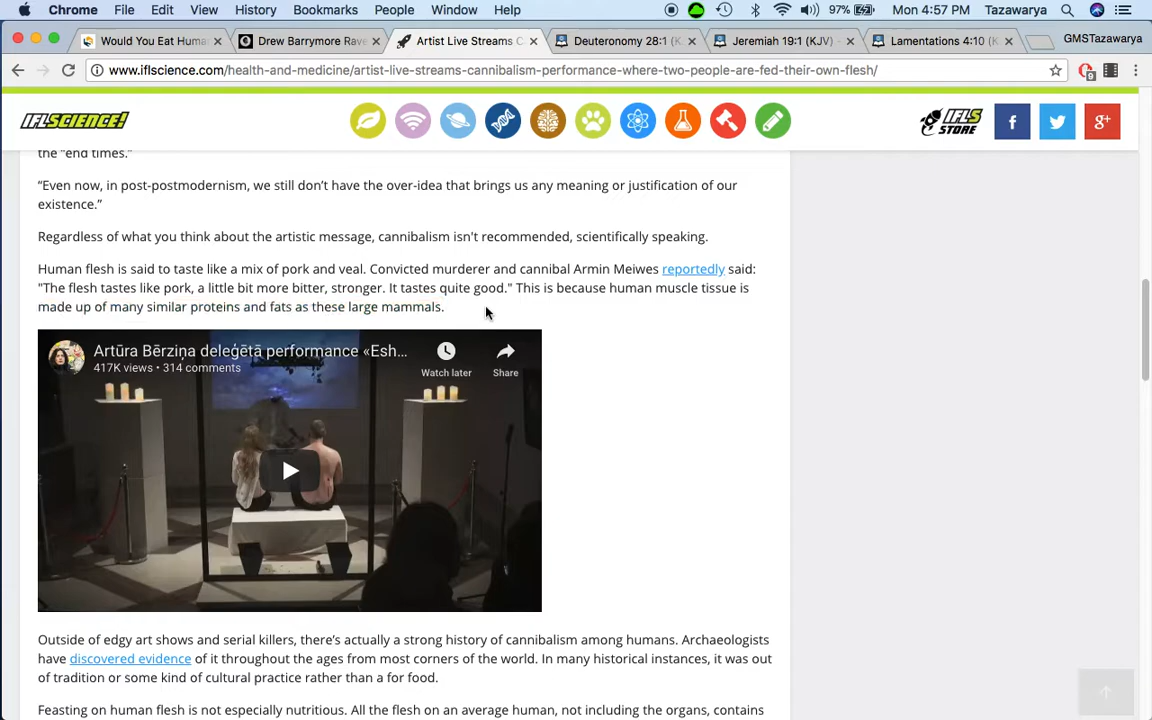 Chrome File Edit View History Bookmarks People Window Help 97% Mon 4:57 PM Tazawarya
Would You Eat Huma Drew Barrymore Rave Artist Live Streams C Deuteronomy 28:1 (K Jeremiah 19:1 (KJV) - Lamentations 4:10 (K GMSTazawarya
www.iflscience.com/health-and-medicine/artist-live-streams-cannibalism-performance-where-two-people-are-fed-their-own-flesh/ 9
IFLSCIENCE! IFLS STORE f g+
the "end times."
“Even now, in post-postmodernism, we still don’t have the over-idea that brings us any meaning or justification of our
existence.”
Regardless of what you think about the artistic message, cannibalism isn't recommended, scientifically speaking.
Human flesh is said to taste like a mix of pork and veal. Convicted murderer and cannibal Armin Meiwes reportedly said:
"The flesh tastes like pork, a little bit more bitter, stronger. It tastes quite good." This is because human muscle tissue is
made up of many similar proteins and fats as these large mammals.
Artūra Bērziņa deleģētā performance «Esh...
417K views • 314 comments
Watch later Share
Outside of edgy art shows and serial killers, there’s actually a strong history of cannibalism among humans. Archaeologists
have discovered evidence of it throughout the ages from most corners of the world. In many historical instances, it was out
of tradition or some kind of cultural practice rather than a for food.
Feasting on human flesh is not especially nutritious. All the flesh on an average human, not including the organs, contains